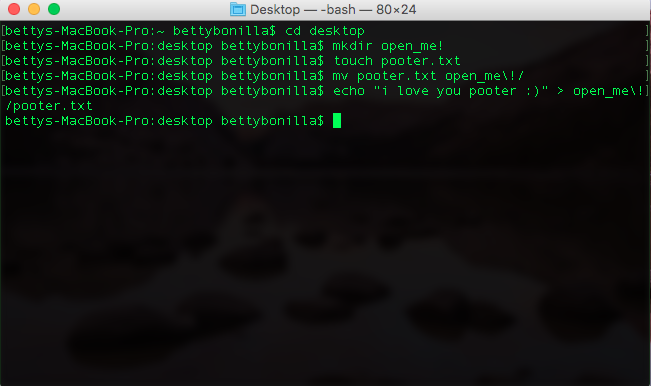 Desktop — -bash — 80×24
[bettys-MacBook-Pro:~ bettybonilla$ cd desktop ]
[bettys-MacBook-Pro:desktop bettybonilla$ mkdir open_me! ]
[bettys-MacBook-Pro:desktop bettybonilla$ touch pooter.txt ]
[bettys-MacBook-Pro:desktop bettybonilla$ mv pooter.txt open_me\!/ ]
[bettys-MacBook-Pro:desktop bettybonilla$ echo "i love you pooter :)" > open_me\!]
/pooter.txt
bettys-MacBook-Pro:desktop bettybonilla$